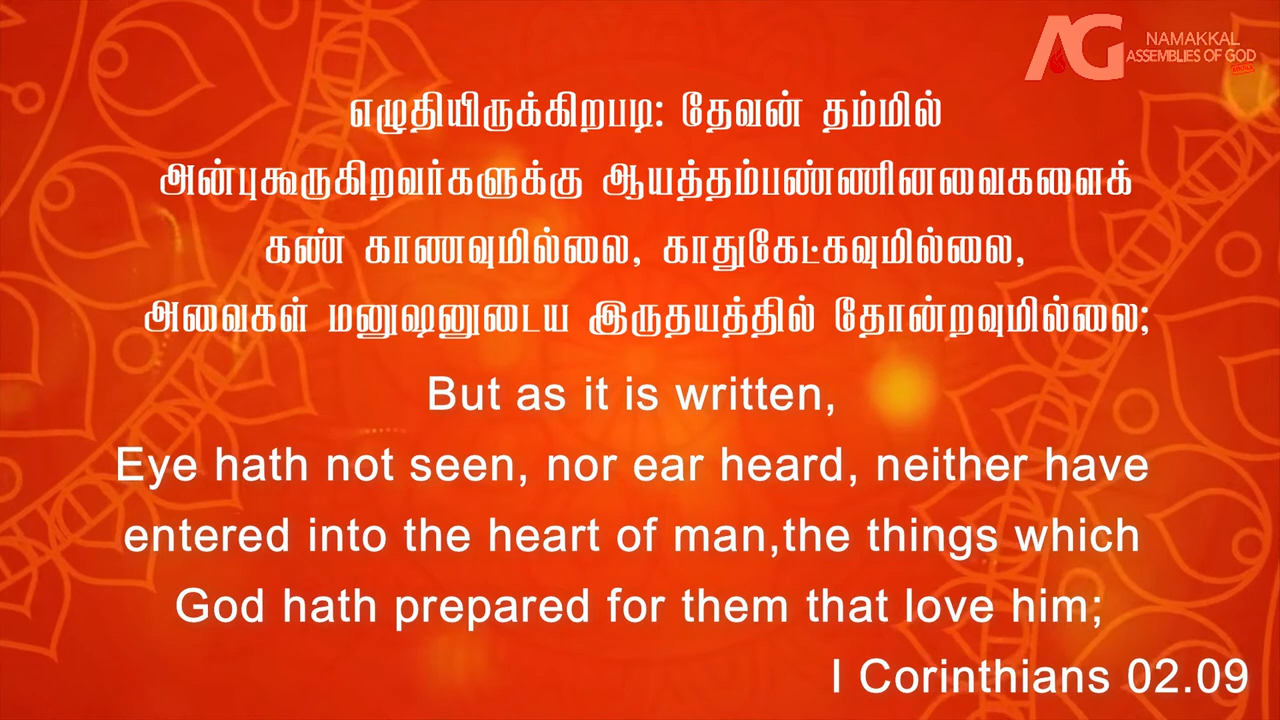 AG NAMAKKAL
ASSEMBLIES OF GOD
எழுதியிருக்கிறபடி: தேவன் தம்மில்
அன்புகூருகிறவர்களுக்கு ஆயத்தம்பண்ணினவைகளைக்
கண் காணவுமில்லை, காதுகேட்கவுமில்லை,
அவைகள் மனுஷனுடைய இருதயத்தில் தோன்றவுமில்லை;
But as it is written,
Eye hath not seen, nor ear heard, neither have
entered into the heart of man,the things which
God hath prepared for them that love him;
I Corinthians 02.09